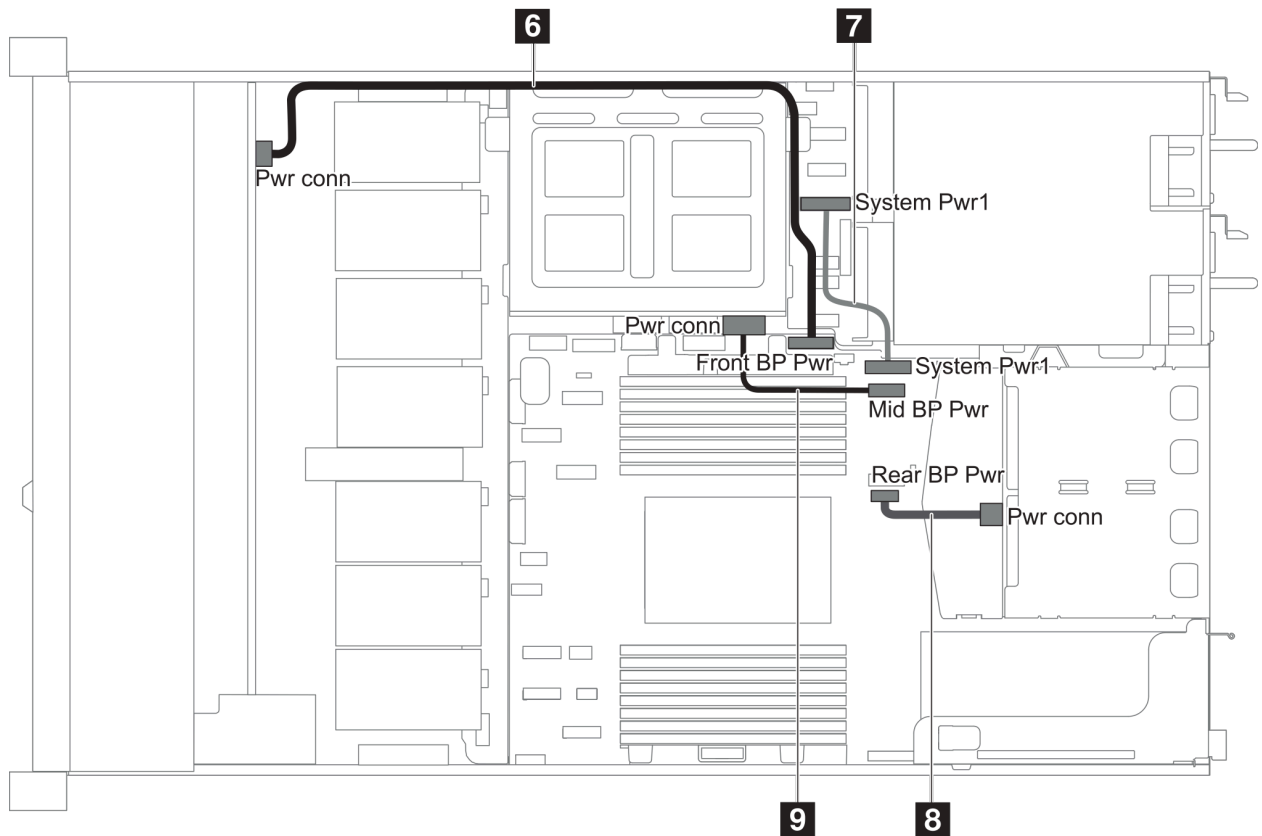 6
7
Pwr conn
System Pwr1
Pwr conn
Front BP Pwr
System Pwr1
Mid BP Pwr
Rear BP Pwr
Pwr conn
9
8